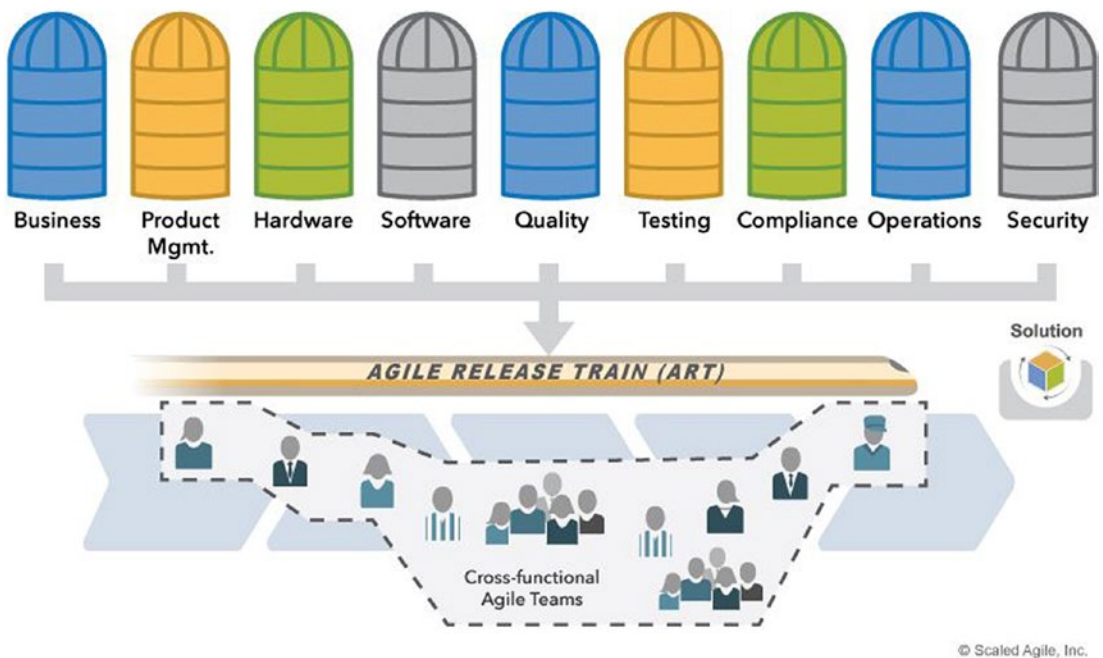 Business Product Hardware Software Quality Testing Compliance Operations Security
Mgmt.
Solution
AGILE RELEASE TRAIN (ART)
Cross-functional
Agile Teams
© Scaled Agile, Inc.